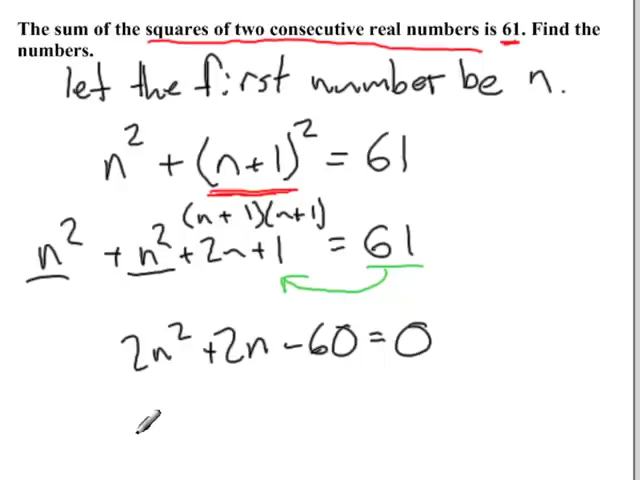 The sum of the squares of two consecutive real numbers is 61. Find the
numbers.
let the first number be n.
n² + (n+1)² = 61
(n + 1)(n+1)
n² + n² + 2n + 1 = 61
2n² + 2n - 60 = 0